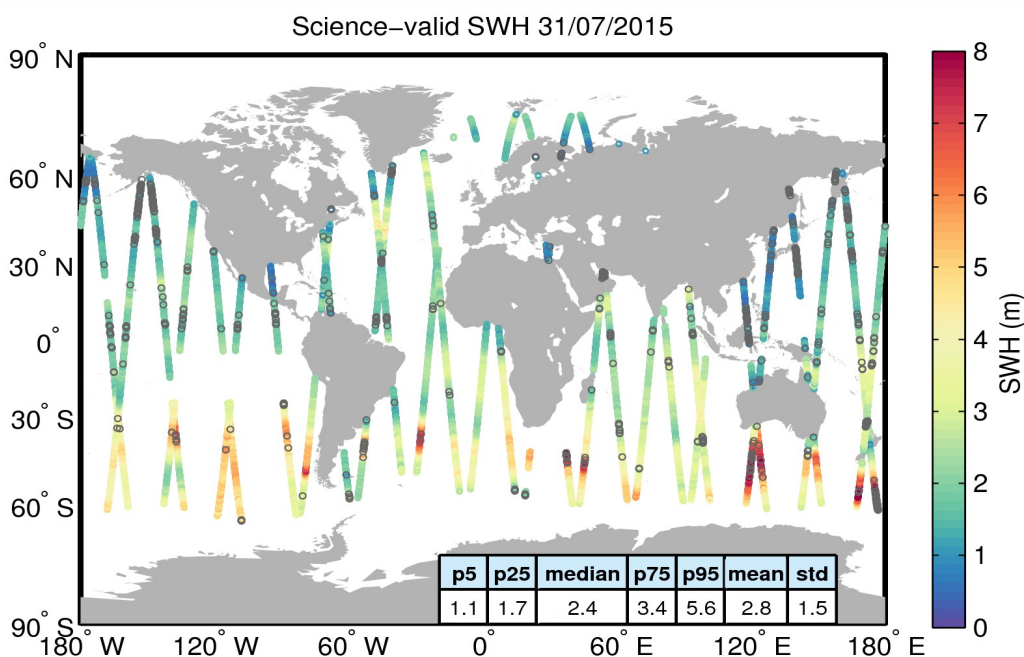 Science−valid SWH 31/07/2015
90° N
60° N
30° N
0°
30° S
60° S
90° S
180° W
120° W
60° W
0°
60° E
120° E
180° E
p5 p25 median p75 p95 mean std
1.1 1.7 2.4 3.4 5.6 2.8 1.5
8
7
6
5
4
3
2
1
0
SWH (m)